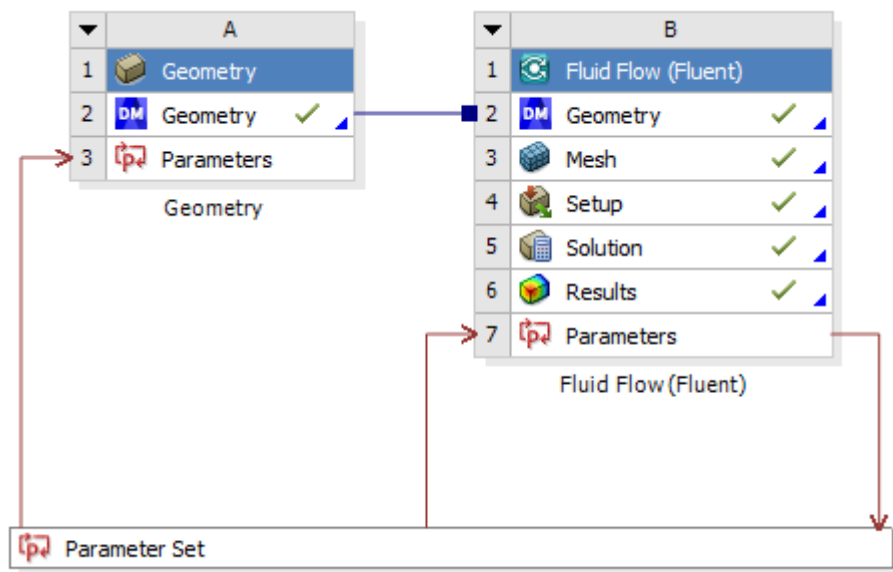 A
1 Geometry
2 DM Geometry
3 Parameters
Geometry
B
1 Fluid Flow (Fluent)
2 DM Geometry
3 Mesh
4 Setup
5 Solution
6 Results
7 Parameters
Fluid Flow (Fluent)
Parameter Set